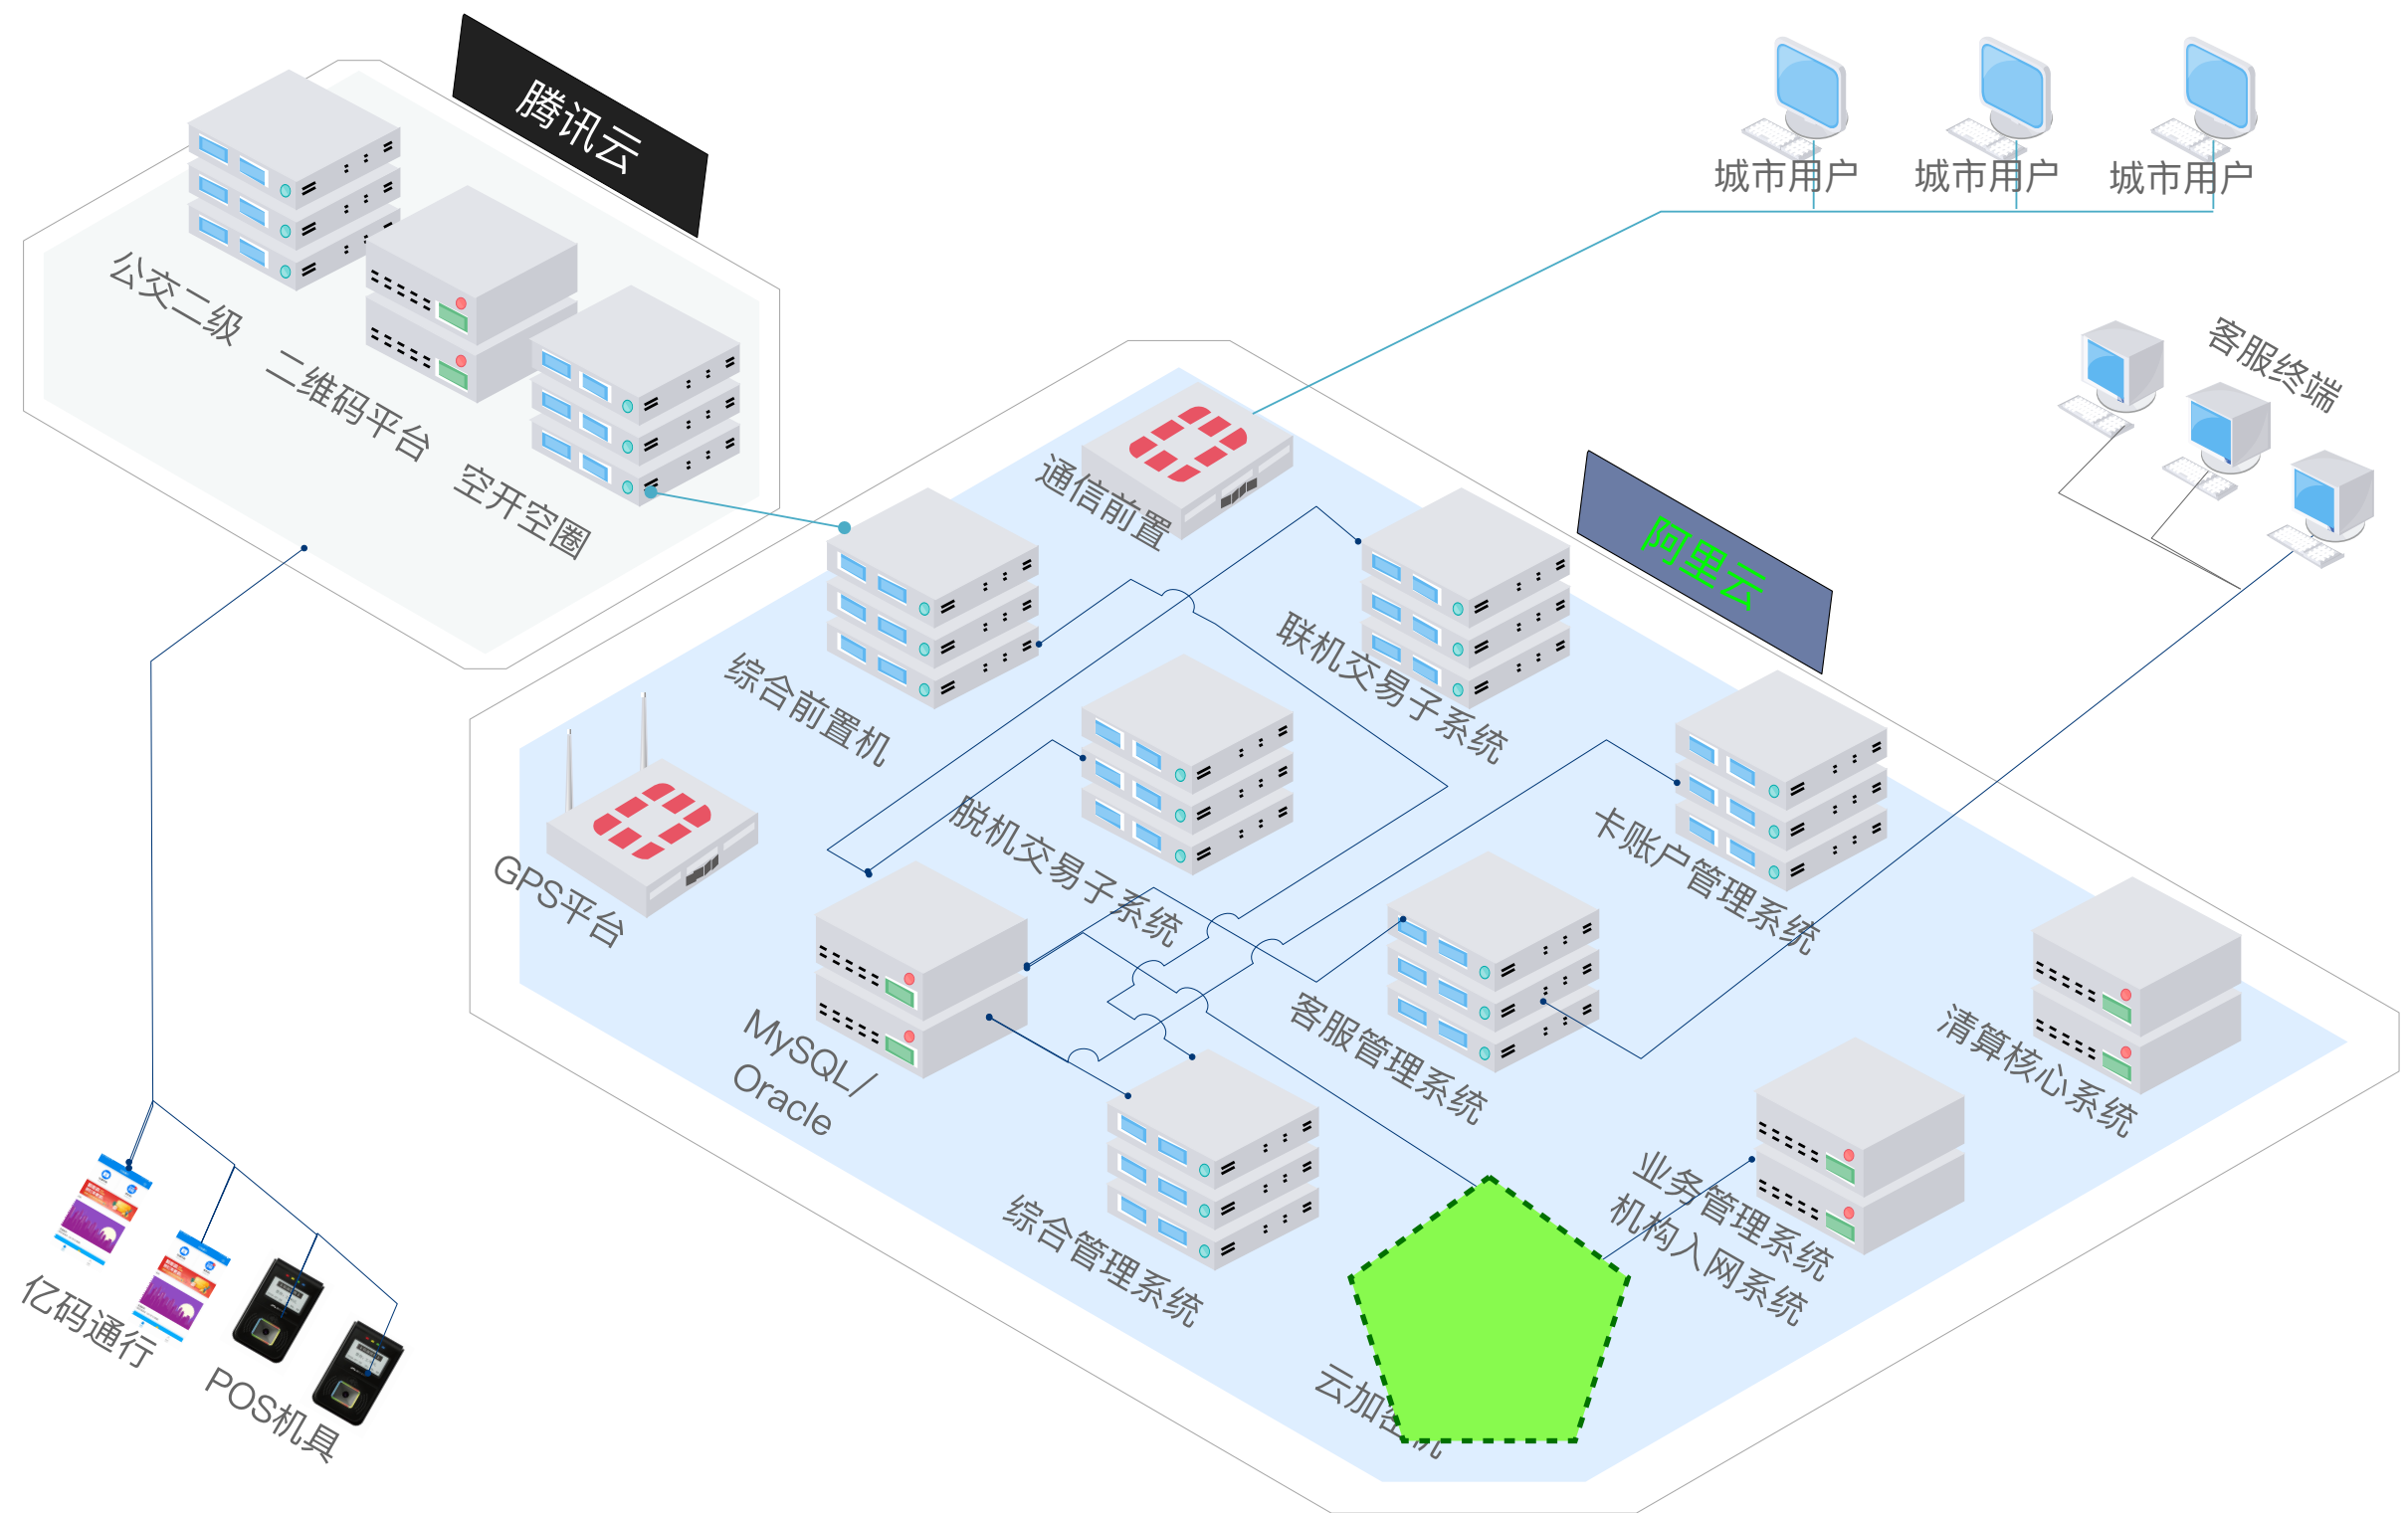 腾讯云
城市用户
城市用户
城市用户
公交二级
二维码平台
空开空圈
客服终端
通信前置
阿里云
综合前置机
联机交易子系统
GPS平台
脱机交易子系统
卡账户管理系统
MySQL/
Oracle
客服管理系统
清算核心系统
综合管理系统
业务管理系统
机构入网系统
亿码通行
POS机具
云加密机